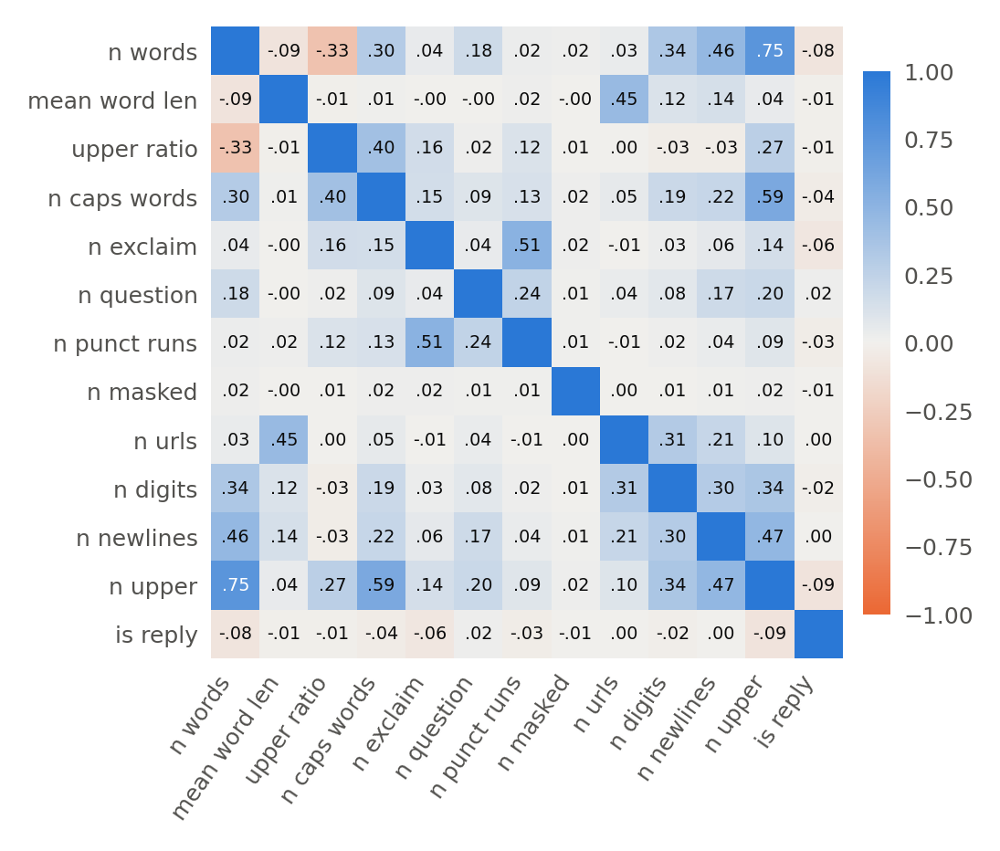 n words -.09 -.33 .30 .04 .18 .02 .02 .03 .34 .46 .75 -.08
mean word len -.09 -.01 .01 -.00 -.00 .02 -.00 .45 .12 .14 .04 -.01
upper ratio -.33 -.01 .40 .16 .02 .12 .01 .00 -.03 -.03 .27 -.01
n caps words .30 .01 .40 .15 .09 .13 .02 .05 .19 .22 .59 -.04
n exclaim .04 -.00 .16 .15 .04 .51 .02 -.01 .03 .06 .14 -.06
n question .18 -.00 .02 .09 .04 .24 .01 .04 .08 .17 .20 .02
n punct runs .02 .02 .12 .13 .51 .24 .01 -.01 .02 .04 .09 -.03
n masked .02 -.00 .01 .02 .02 .01 .01 .00 .01 .01 .02 -.01
n urls .03 .45 .00 .05 -.01 .04 -.01 .00 .31 .21 .10 .00
n digits .34 .12 -.03 .19 .03 .08 .02 .01 .31 .30 .34 -.02
n newlines .46 .14 -.03 .22 .06 .17 .04 .01 .21 .30 .47 .00
n upper .75 .04 .27 .59 .14 .20 .09 .02 .10 .34 .47 -.09
is reply -.08 -.01 -.01 -.04 -.06 .02 -.03 -.01 .00 -.02 .00 -.09
n words
mean word len
upper ratio
n caps words
n exclaim
n question
n punct runs
n masked
n urls
n digits
n newlines
n upper
is reply
1.00
0.75
0.50
0.25
0.00
−0.25
−0.50
−0.75
−1.00